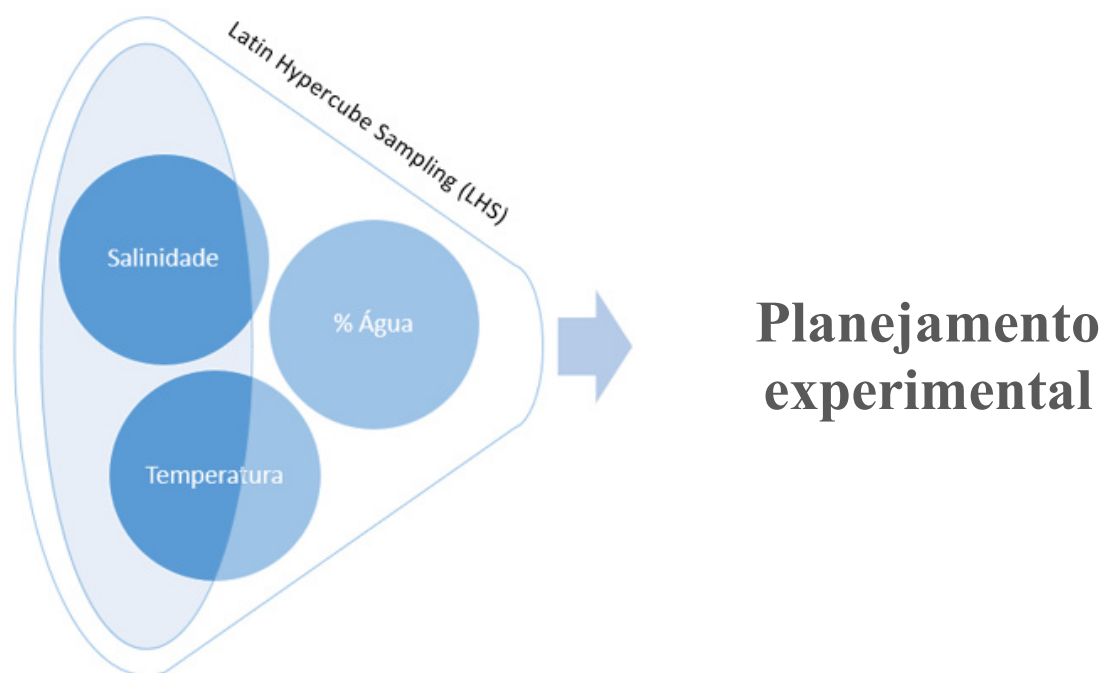 Latin Hypercube Sampling (LHS)
Salinidade
% Água
Temperatura
Planejamento
experimental